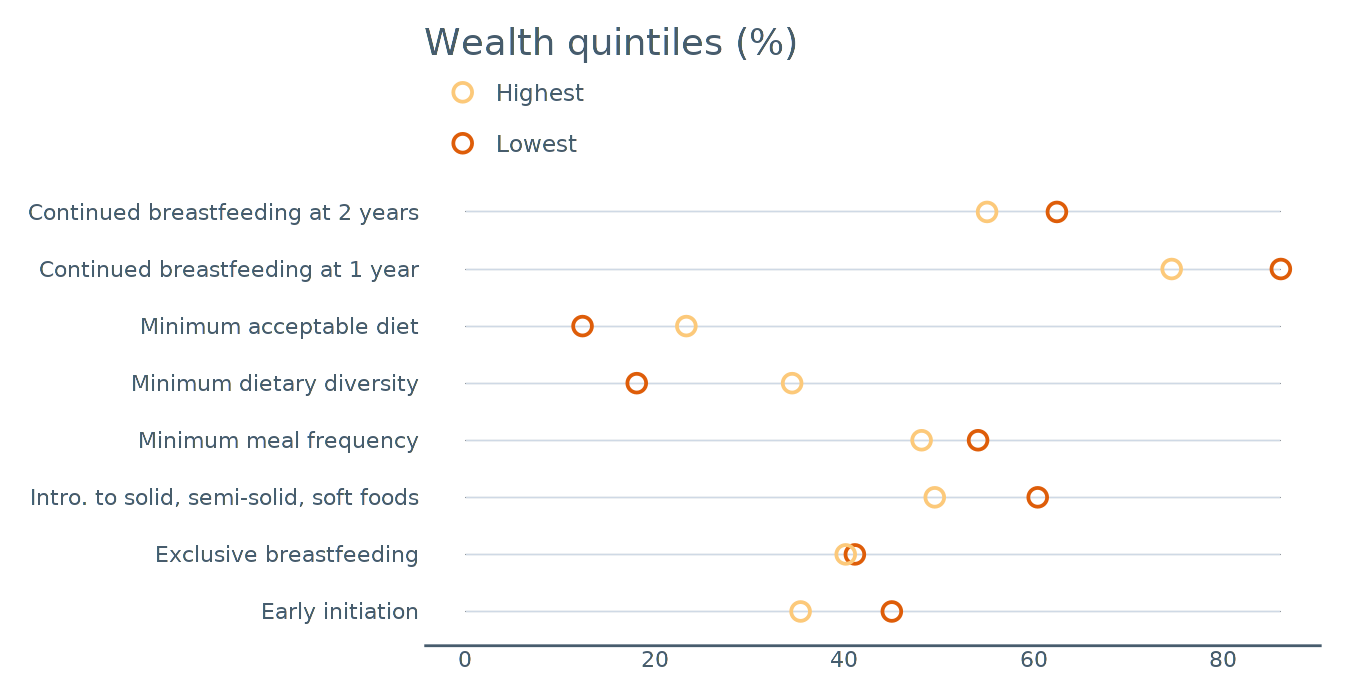 Wealth quintiles (%)
Highest
Lowest
Continued breastfeeding at 2 years
Continued breastfeeding at 1 year
Minimum acceptable diet
Minimum dietary diversity
Minimum meal frequency
Intro. to solid, semi-solid, soft foods
Exclusive breastfeeding
Early initiation
0 20 40 60 80